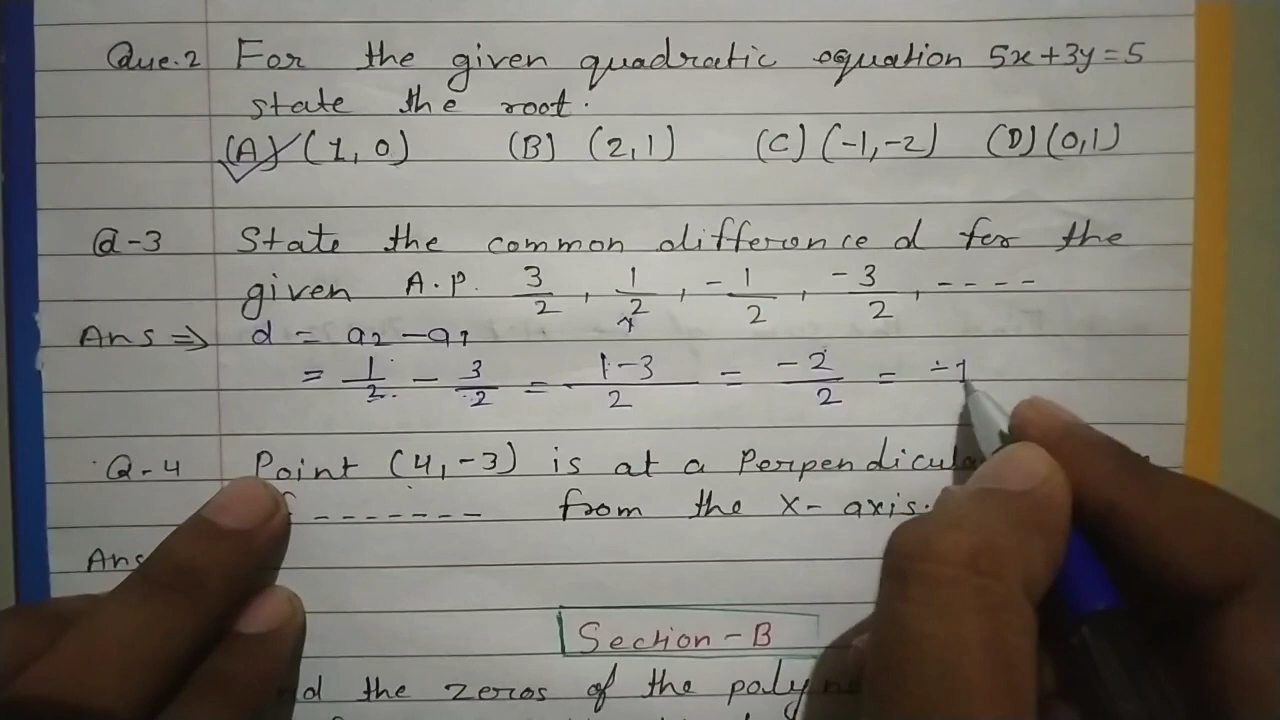 Que.2 For the given quadratic equation 5x+3y=5
state the root.
(A) (1,0) (B) (2,1) (C) (-1,-2) (D) (0,1)
Q-3 State the common difference d for the
given A.P. 3/2, 1/2, -1/2, -3/2, ----
Ans ⇒ d = a2 - a1
= 1/2 - 3/2 = 1-3/2 = -2/2 = -1
Q-4 Point (4,-3) is at a Perpendicula
------- from the x-axis.
Ans
Section-B
the zeros of the